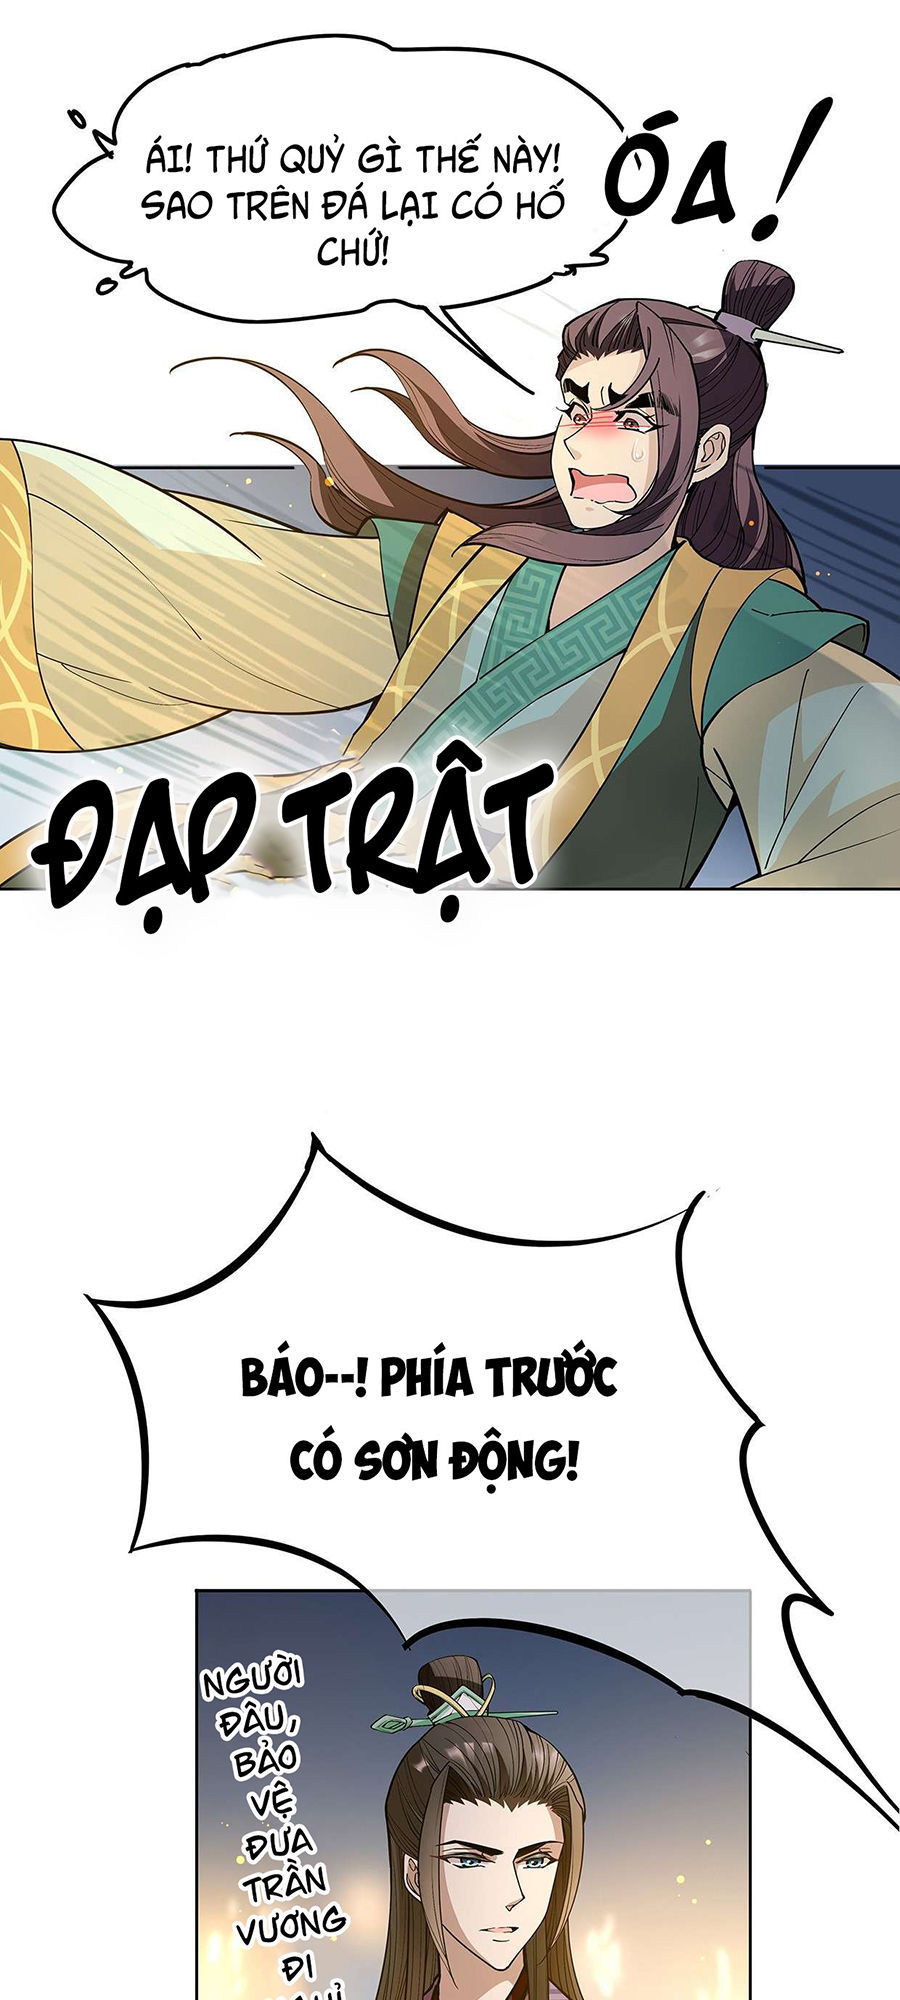 ÁI! THỨ QUỶ GÌ THẾ NÀY!
SAO TRÊN ĐÁ LẠI CÓ HỐ
CHỨ!
ÓA!
ĐẠP TRẬT
BÁO--! PHÍA TRƯỚC
CÓ SƠN ĐỘNG!
NGƯỜI
ĐÂU,
BẢO
VỆ
ĐƯA
TRẦN
VƯƠNG
ĐI